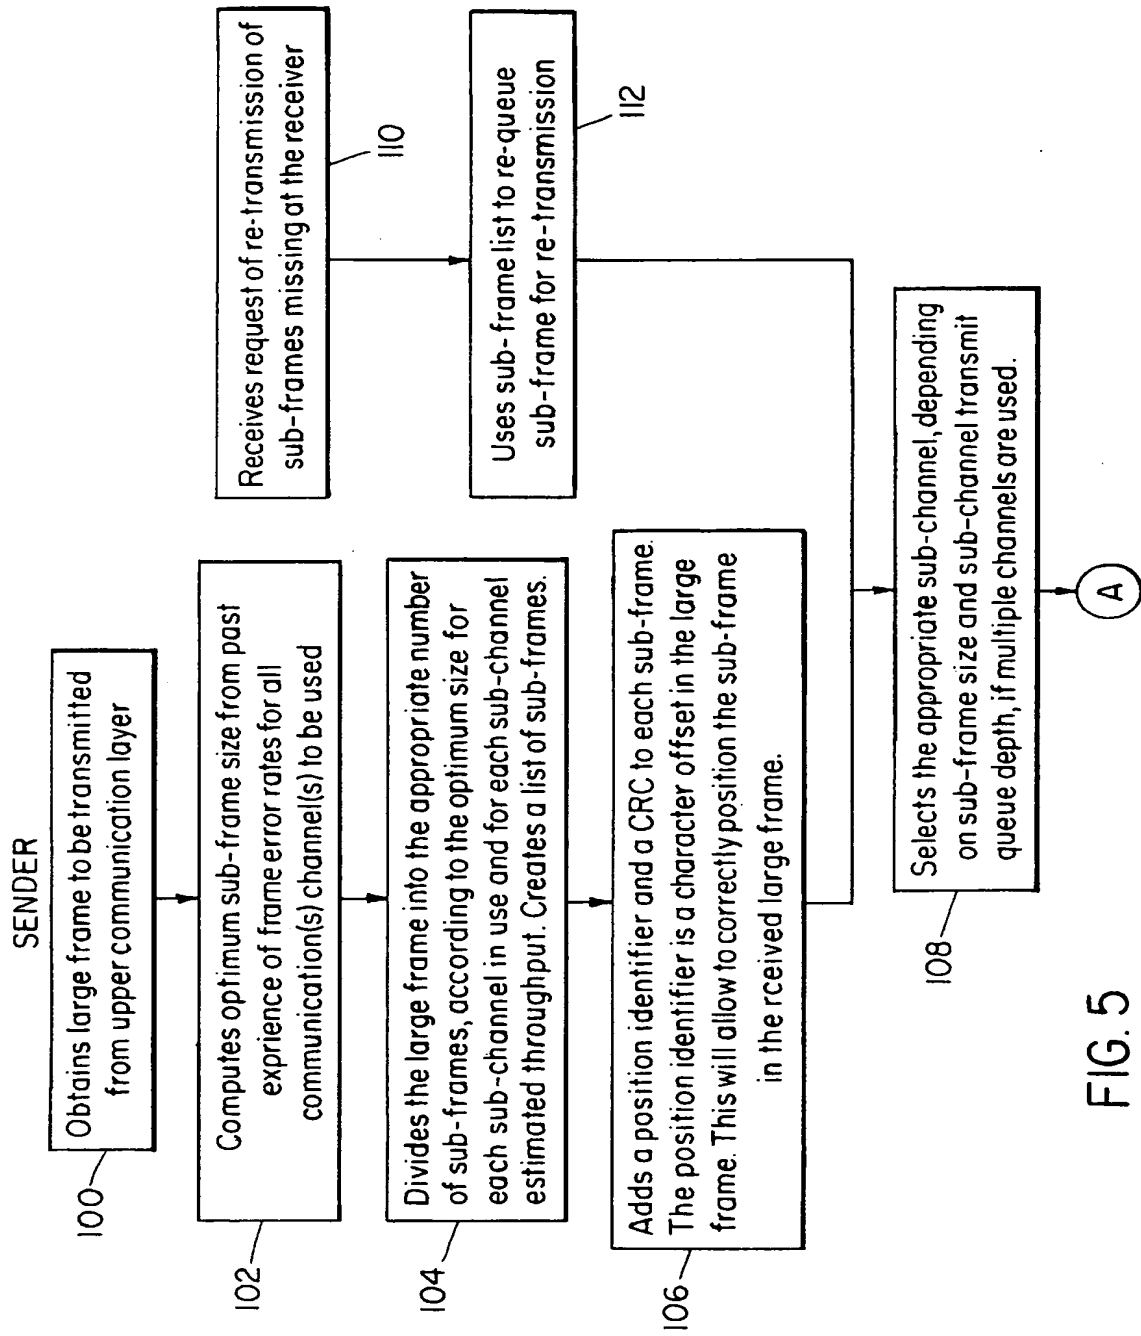 SENDER
Obtains large frame to be transmitted
from upper communication layer
100
Computes optimum sub-frame size from past
exprience of frame error rates for all
communication(s) channel(s) to be used
102
Divides the large frame into the appropriate number
of sub-frames, according to the optimum size for
each sub-channel in use and for each sub-channel
estimated throughput. Creates a list of sub-frames.
104
Adds a position identifier and a CRC to each sub-frame.
The position identifier is a character offset in the large
frame. This will allow to correctly position the sub-frame
in the rceived large frame.
106
Receives request of re-transmission of
sub-frames missing at the receiver
110
Uses sub-frame list to re-queue
sub-frame for re-transmission
112
Selects the appropriate sub-channel, depending
on sub-frame size and sub-channel transmit
queue depth, if multiple channels are used.
108
A
FIG. 5